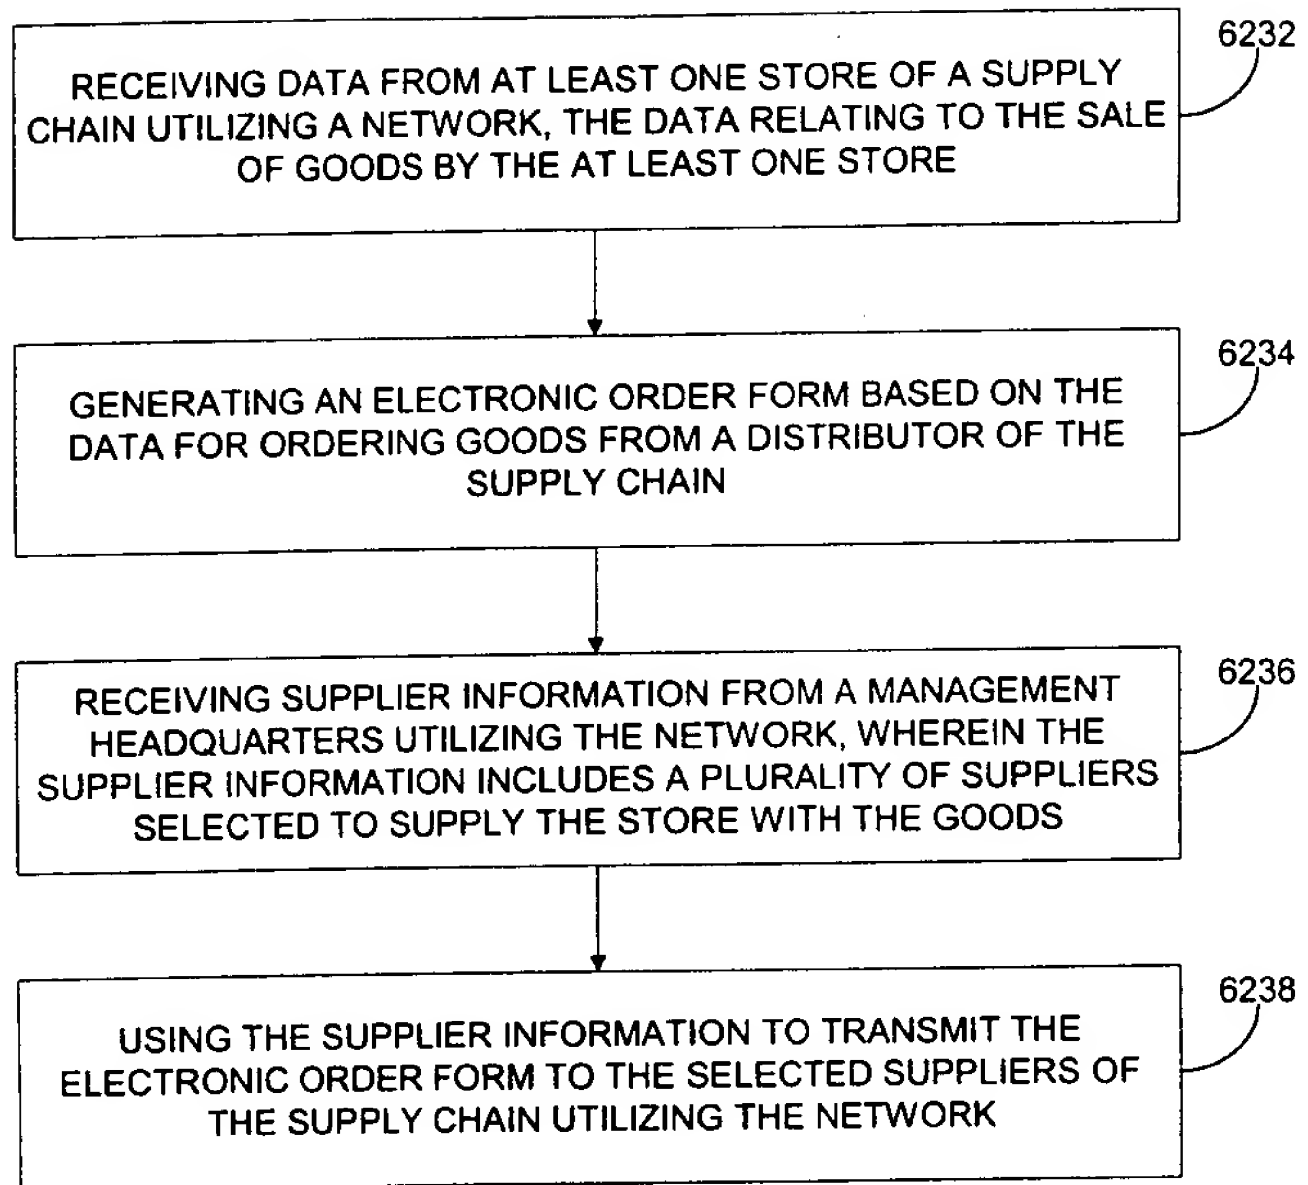 6232
RECEIVING DATA FROM AT LEAST ONE STORE OF A SUPPLY
CHAIN UTILIZING A NETWORK, THE DATA RELATING TO THE SALE
OF GOODS BY THE AT LEAST ONE STORE
6234
GENERATING AN ELECTRONIC ORDER FORM BASED ON THE
DATA FOR ORDERING GOODS FROM A DISTRIBUTOR OF THE
SUPPLY CHAIN
6236
RECEIVING SUPPLIER INFORMATION FROM A MANAGEMENT
HEADQUARTERS UTILIZING THE NETWORK, WHEREIN THE
SUPPLIER INFORMATION INCLUDES A PLURALITY OF SUPPLIERS
SELECTED TO SUPPLY THE STORE WITH THE GOODS
6238
USING THE SUPPLIER INFORMATION TO TRANSMIT THE
ELECTRONIC ORDER FORM TO THE SELECTED SUPPLIERS OF
THE SUPPLY CHAIN UTILIZING THE NETWORK